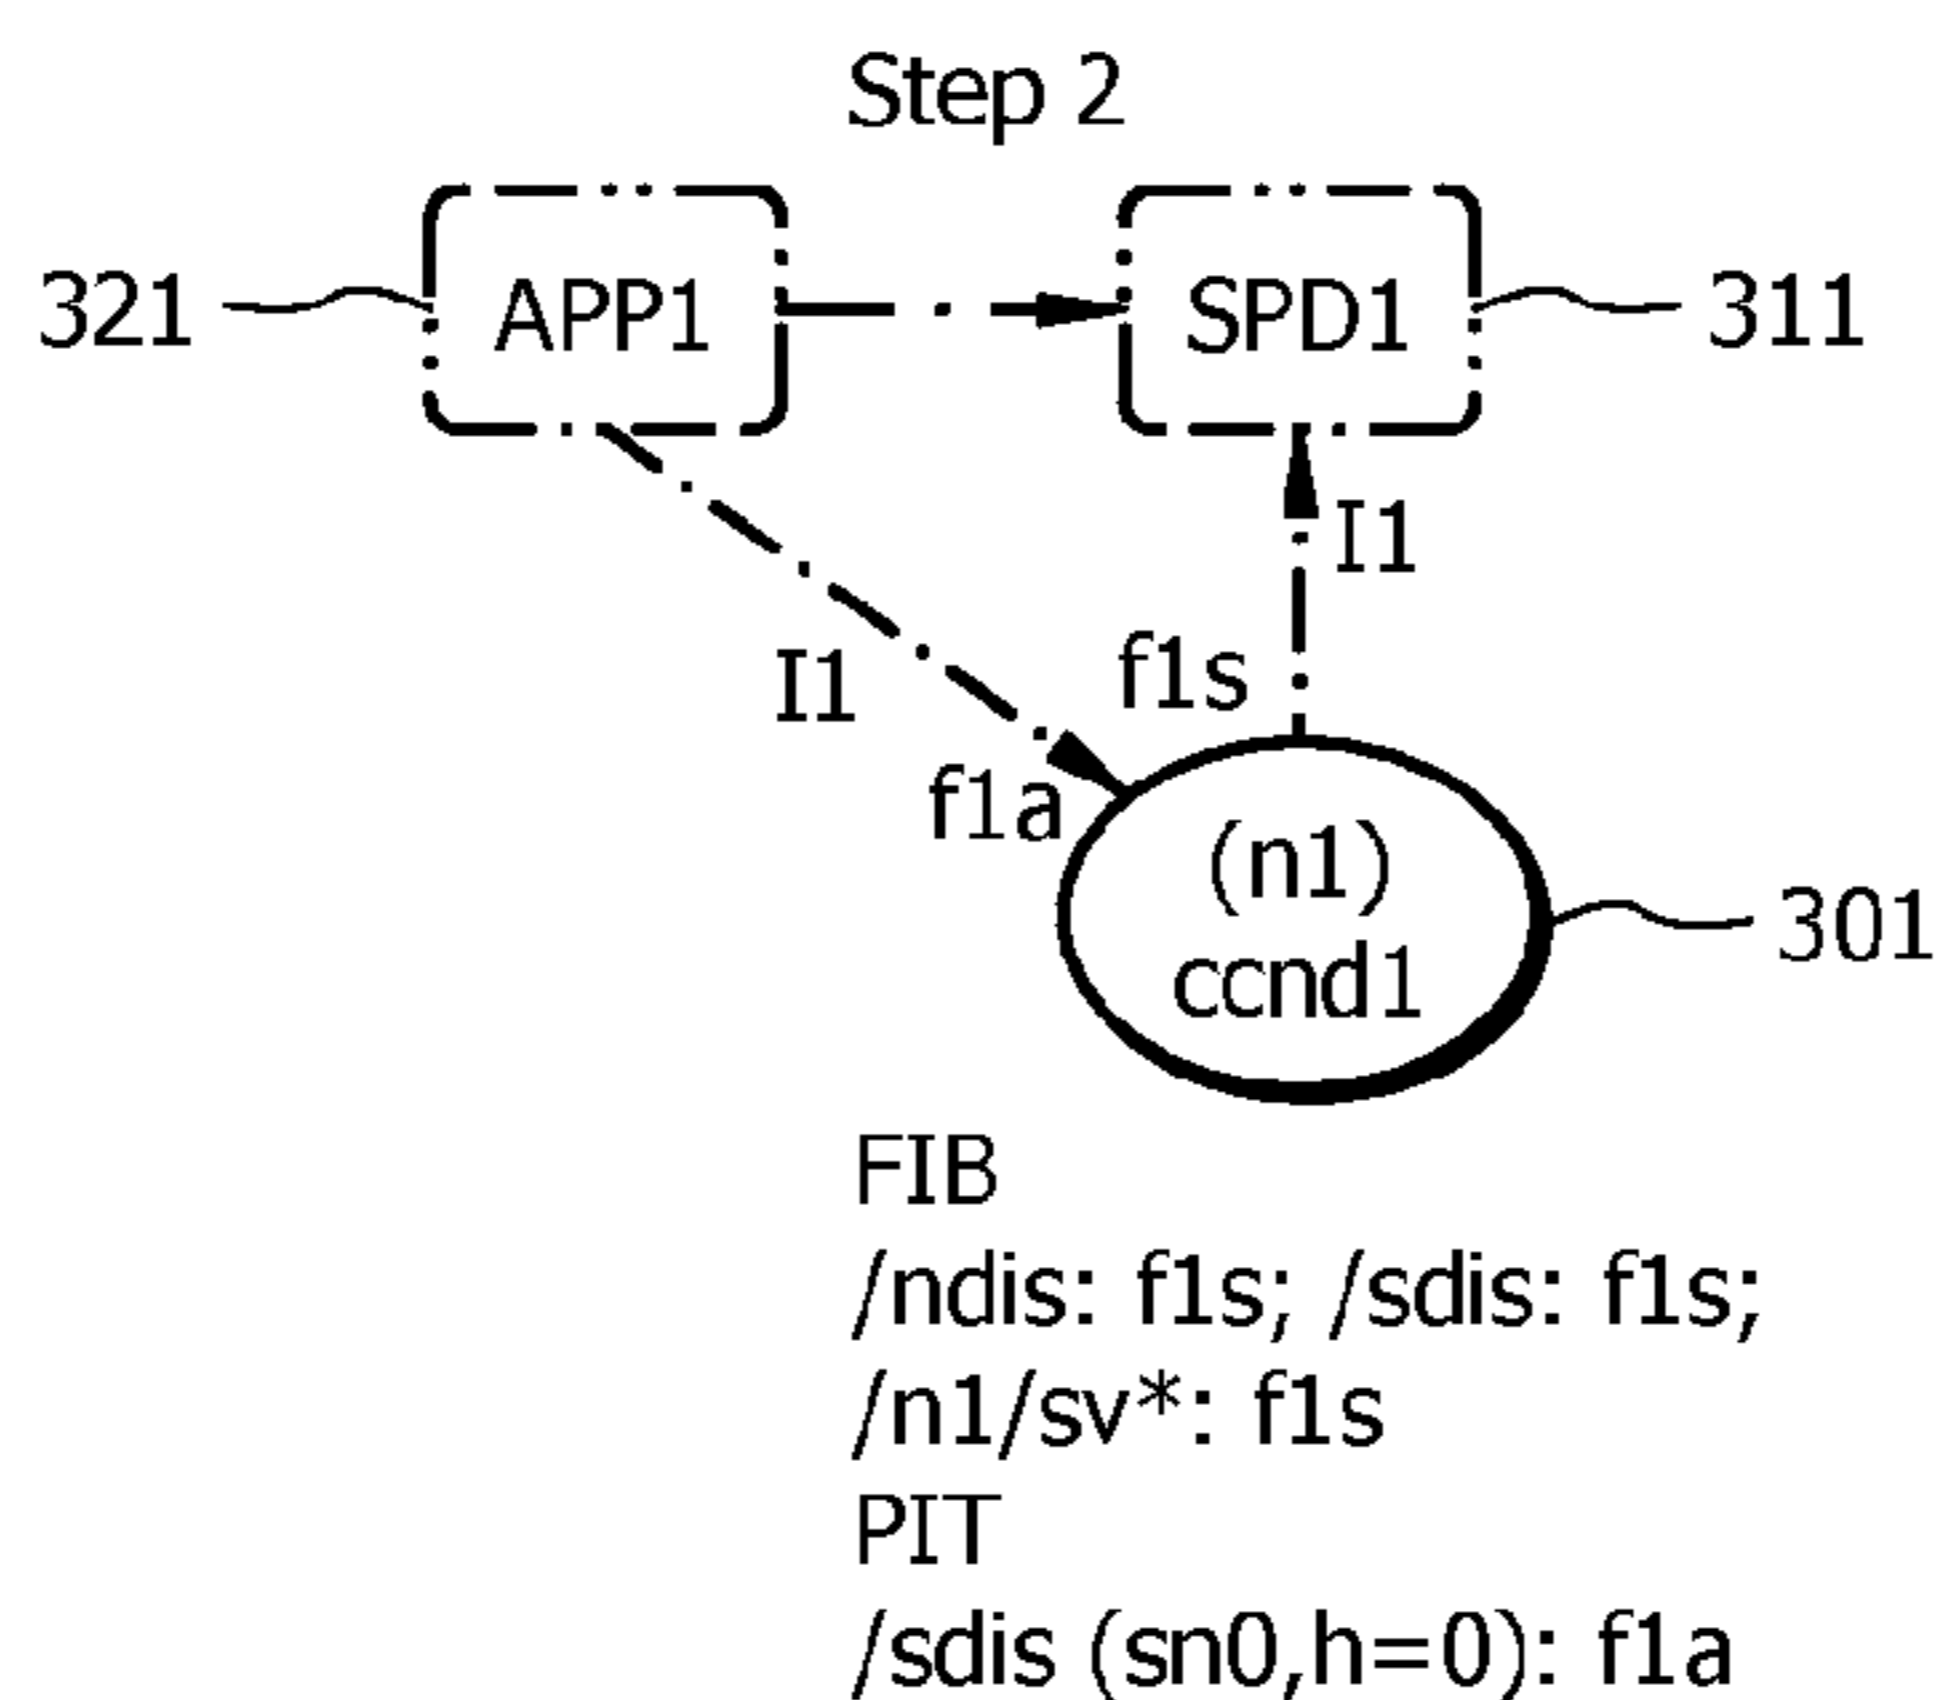 Step 2
321 APP1 SPD1 311
I1
f1s
I1
f1a
(n1)
301
ccnd1
FIB
/ndis: f1s; /sdis: f1s;
/n1/sv*: f1s
PIT
/sdis (sn0,h=0): f1a